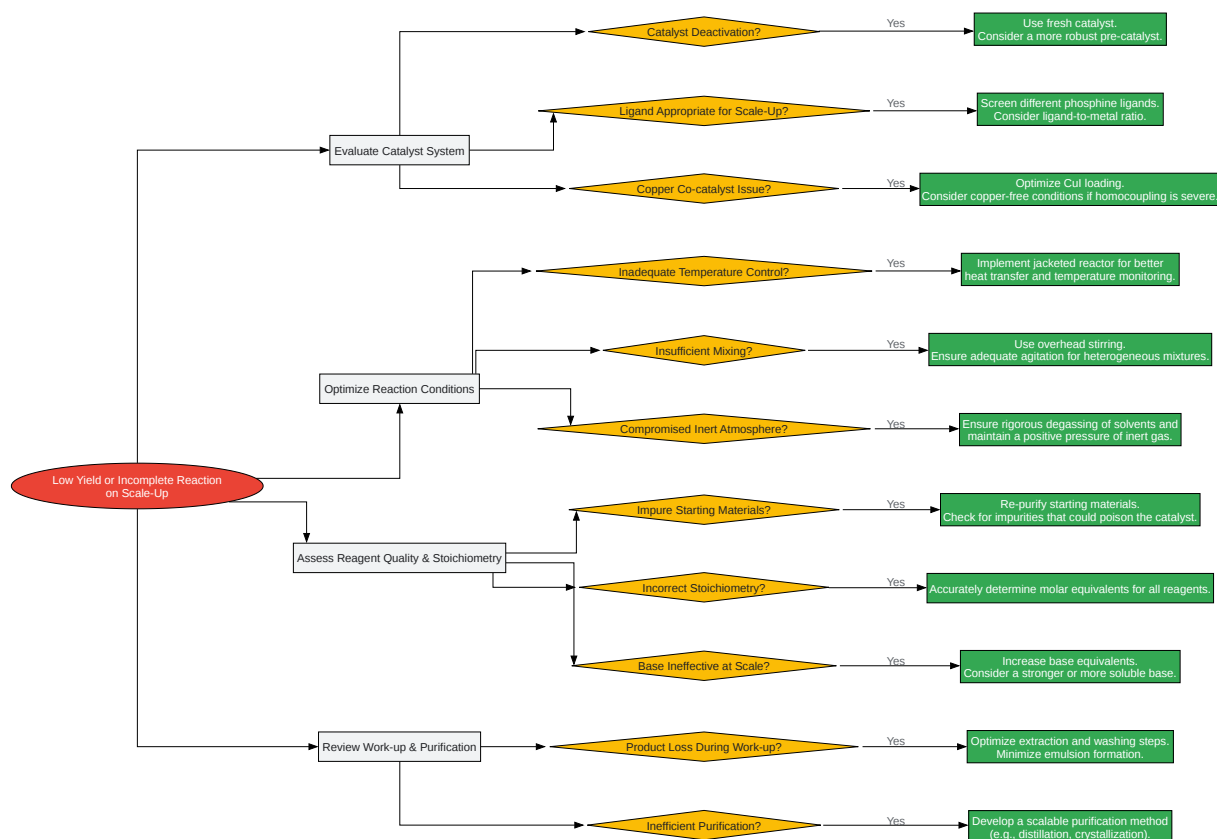 Catalyst Deactivation?
Yes
Use fresh catalyst.
Consider a more robust pre-catalyst.
Ligand Appropriate for Scale-Up?
Yes
Screen different phosphine ligands.
Consider ligand-to-metal ratio.
Evaluate Catalyst System
Copper Co-catalyst Issue?
Yes
Optimize CuI loading.
Consider copper-free conditions if homocoupling is severe.
Inadequate Temperature Control?
Yes
Implement jacketed reactor for better
heat transfer and temperature monitoring.
Insufficient Mixing?
Yes
Use overhead stirring.
Ensure adequate agitation for heterogeneous mixtures.
Optimize Reaction Conditions
Compromised Inert Atmosphere?
Yes
Ensure rigorous degassing of solvents and
maintain a positive pressure of inert gas.
Low Yield or Incomplete Reaction
on Scale-Up
Impure Starting Materials?
Yes
Re-purify starting materials.
Check for impurities that could poison the catalyst.
Assess Reagent Quality & Stoichiometry
Incorrect Stoichiometry?
Yes
Accurately determine molar equivalents for all reagents.
Base Ineffective at Scale?
Yes
Increase base equivalents.
Consider a stronger or more soluble base.
Review Work-up & Purification
Product Loss During Work-up?
Yes
Optimize extraction and washing steps.
Minimize emulsion formation.
Inefficient Purification?
Yes
Develop a scalable purification method
(e.g., distillation, crystallization).